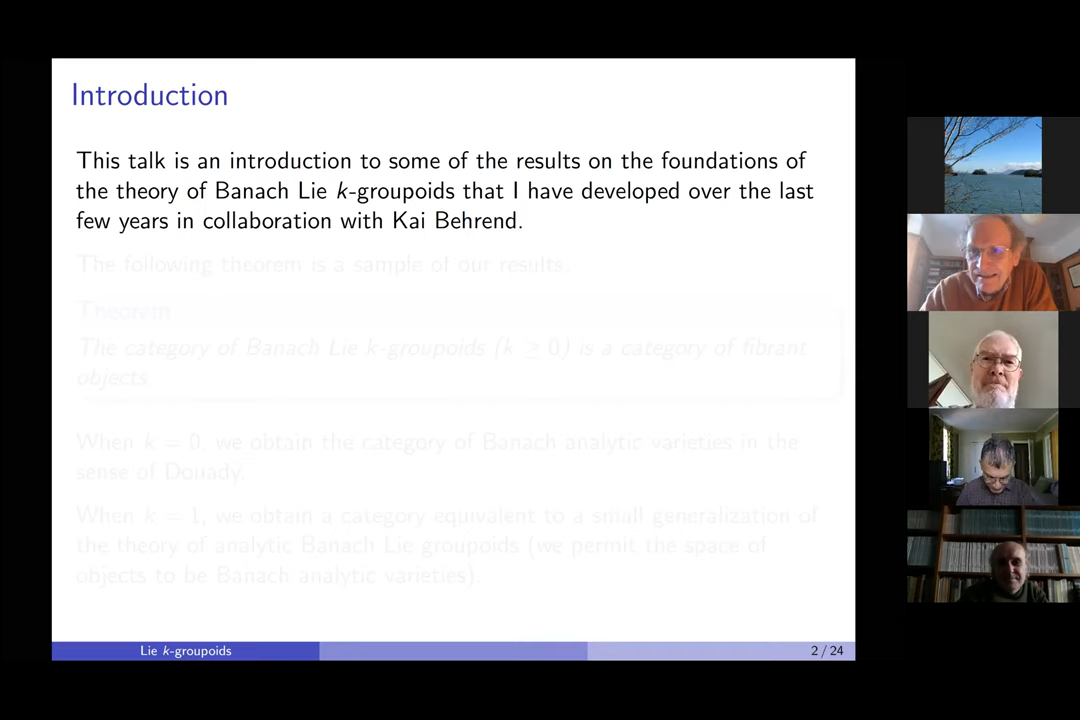 Introduction
This talk is an introduction to some of the results on the foundations of
the theory of Banach Lie k-groupoids that I have developed over the last
few years in collaboration with Kai Behrend.
The following theorem is a sample of our results.
Theorem
The category of Banach Lie k-groupoids (k ≥ 0) is a category of fibrant
objects.
When k = 0, we obtain the category of Banach analytic varieties in the
sense of Douady.
When k = 1, we obtain a category equivalent to a small generalization of
the theory of analytic Banach Lie groupoids (we permit the space of
objects to be Banach analytic varieties).
Lie k-groupoids
2 / 24